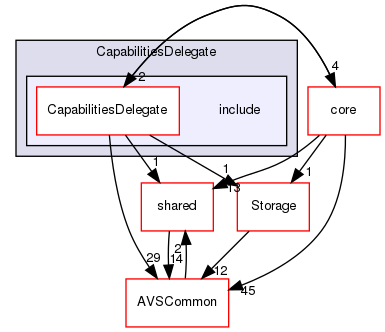 CapabilitiesDelegate
2
4
CapabilitiesDelegate
include
core
1
1
13
1
shared
Storage
29
2
14
12
45
AVSCommon